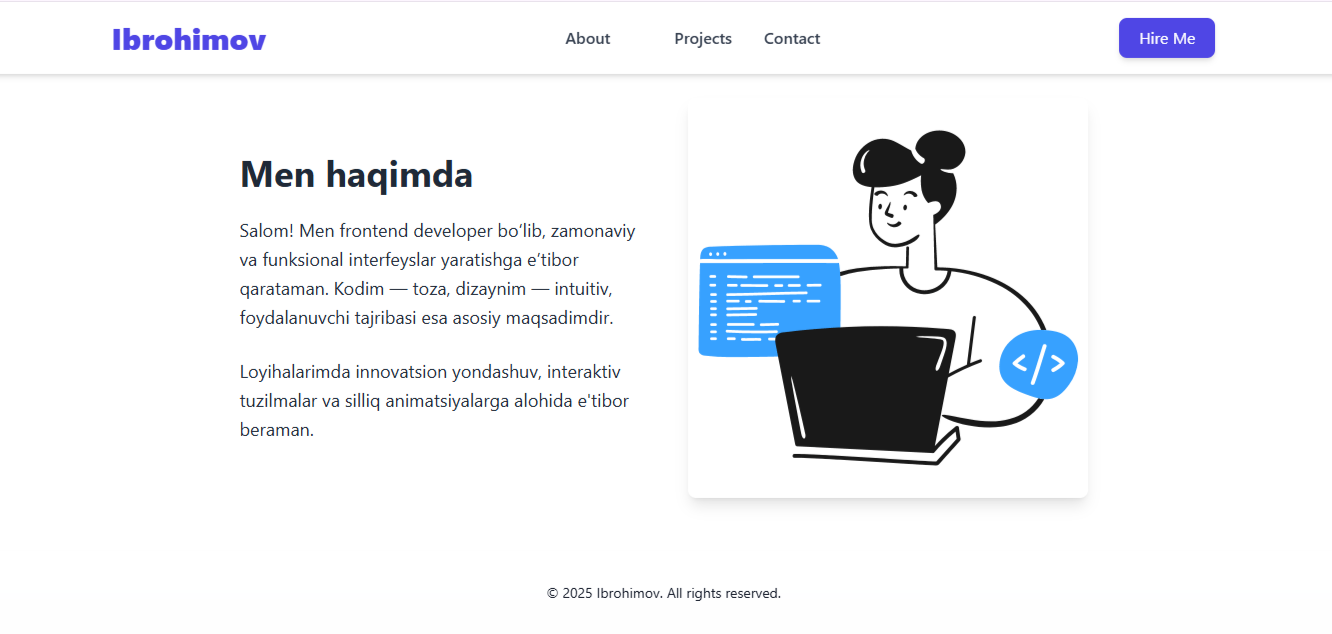 Ibrohimov
About Projects Contact
Hire Me
Men haqimda
Salom! Men frontend developer bo‘lib, zamonaviy
va funksional interfeyslar yaratishga e’tibor
qarataman. Kodim — toza, dizaynim — intuitiv,
foydalanuvchi tajribasi esa asosiy maqsadimdir.
Loyihalarimda innovatsion yondashuv, interaktiv
tuzilmalar va silliq animatsiyalarga alohida e'tibor
beraman.
</>
© 2025 Ibrohimov. All rights reserved.